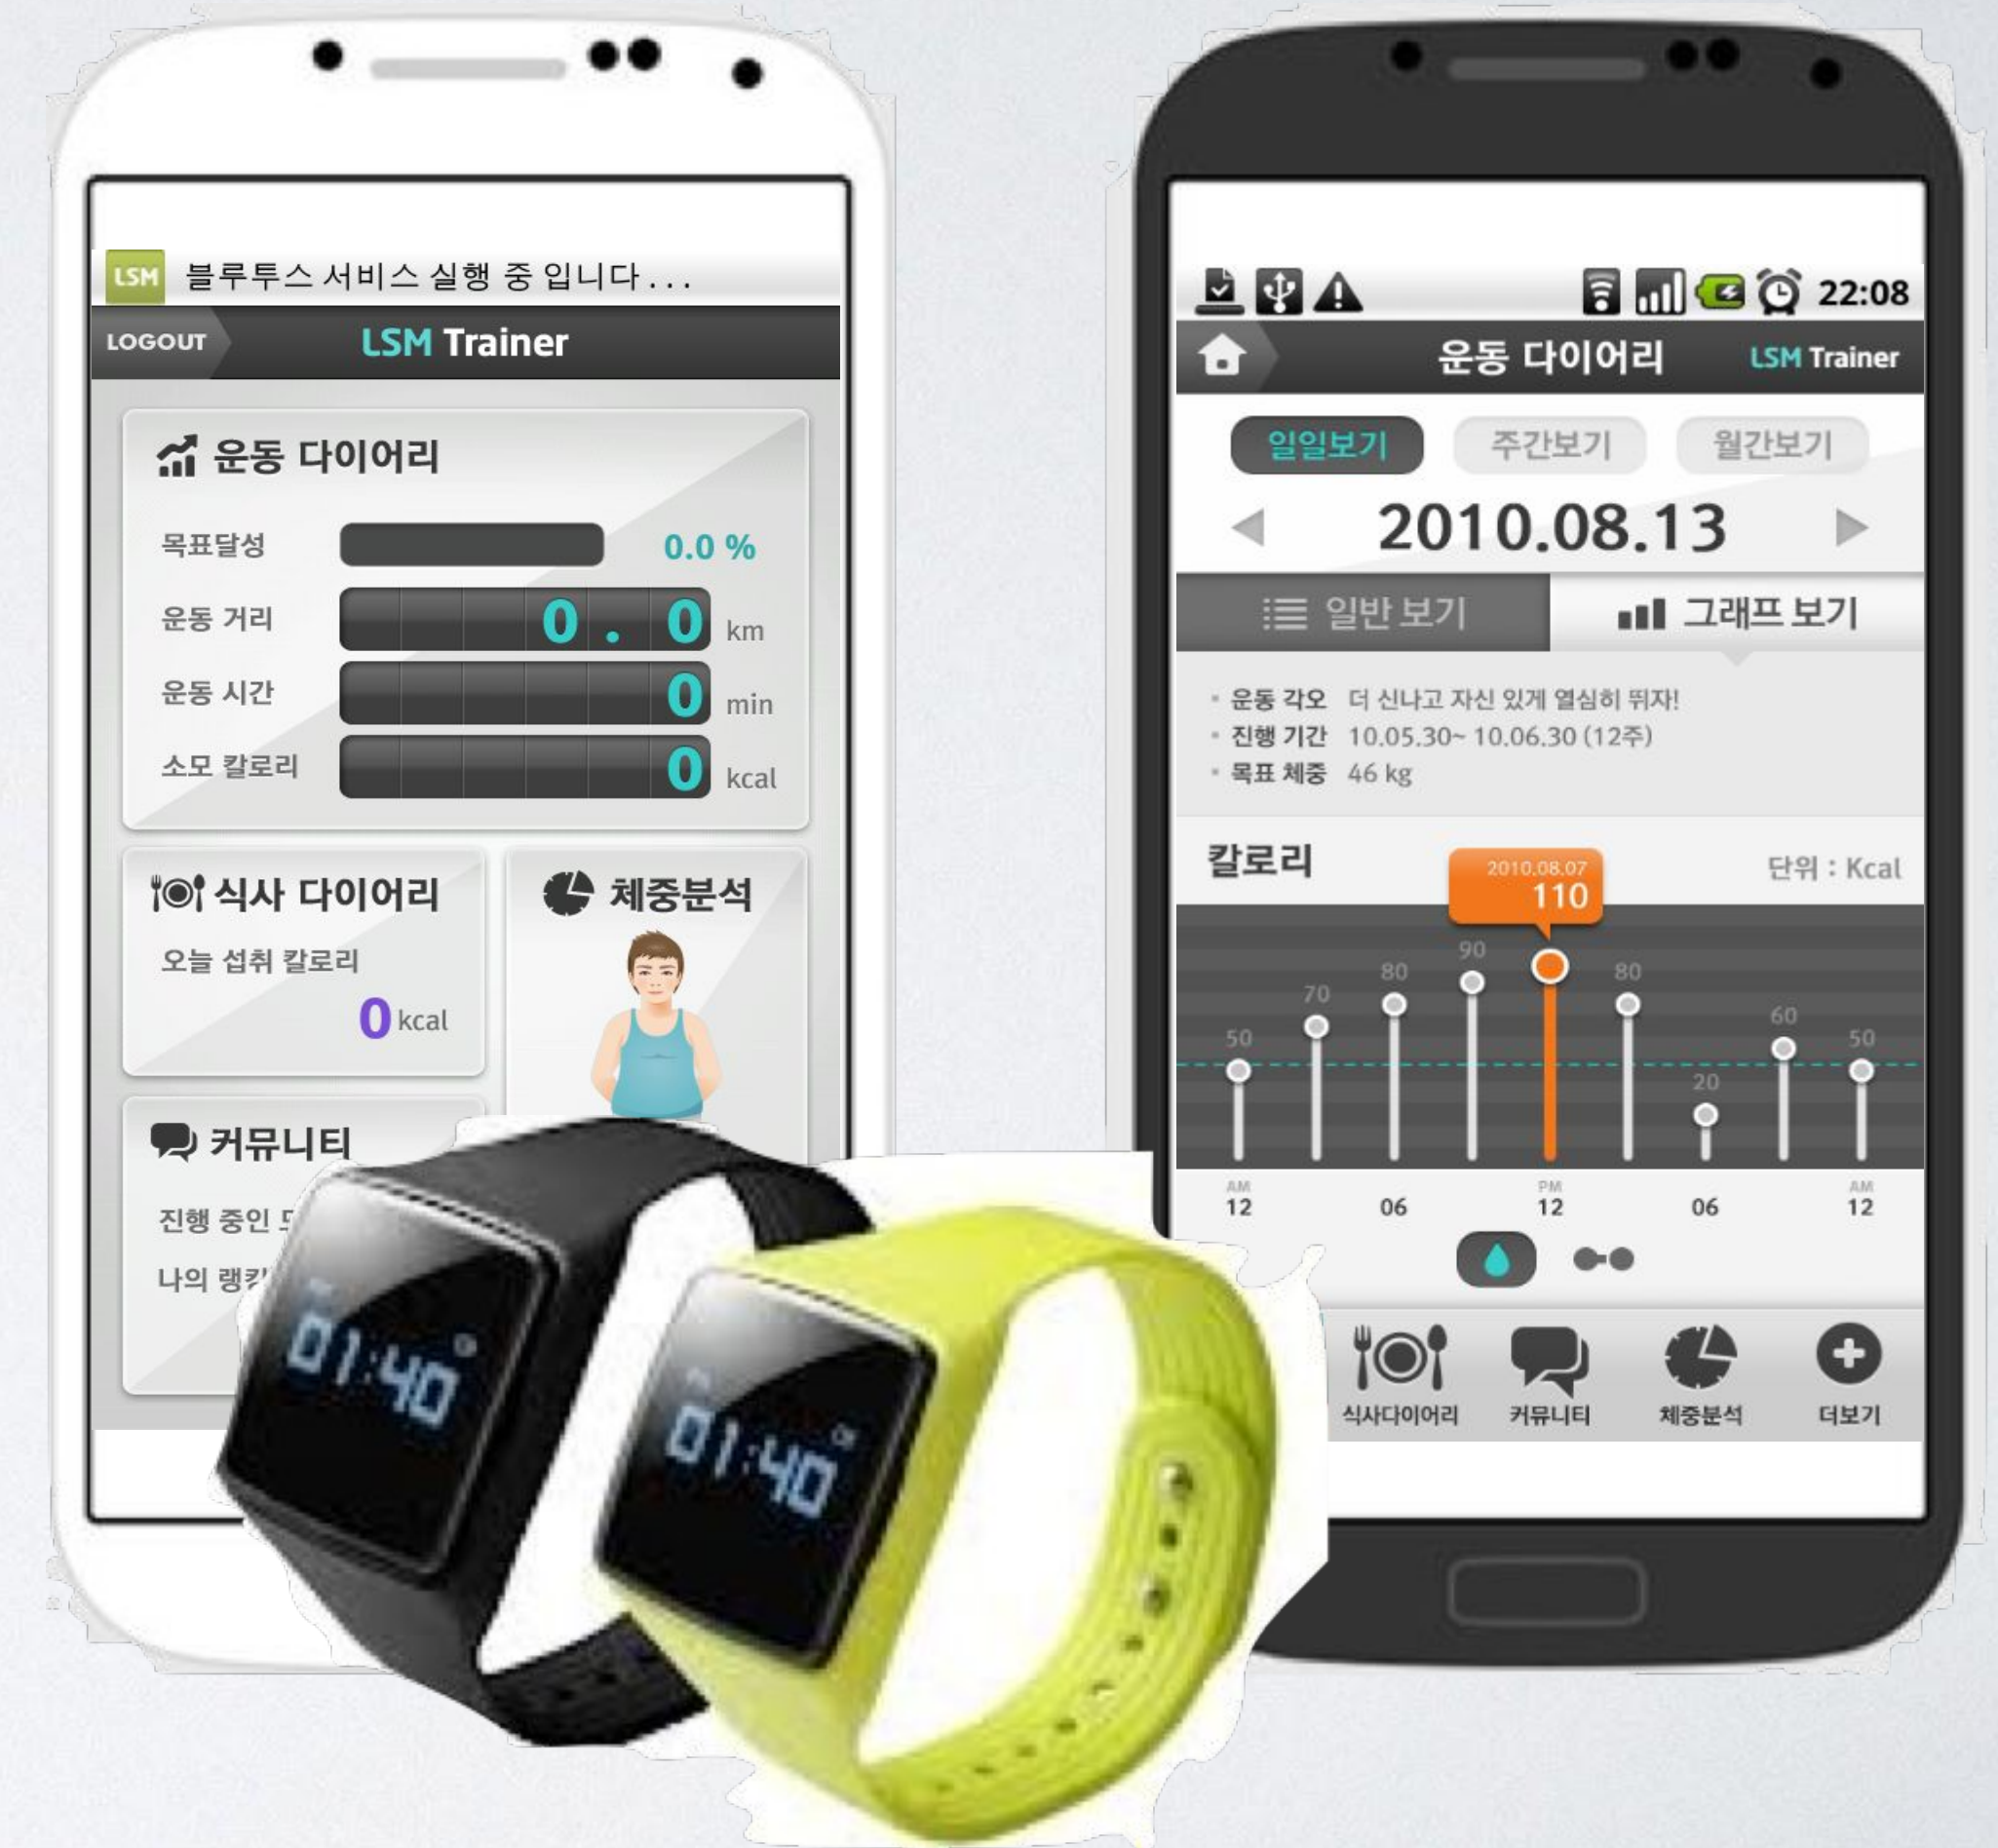 LSM 블루투스 서비스 실행 중 입니다 . . .
LOGOUT LSM Trainer
운동 다이어리
목표달성 0.0 %
운동 거리 0 . 0 km
운동 시간 0 min
소모 칼로리 0 kcal
식사 다이어리
오늘 섭취 칼로리
0 kcal
체중분석
커뮤니티
진행 중인
나의
01:40
01:40
22:08
운동 다이어리 LSM Trainer
일일보기 주간보기 월간보기
2010.08.13
일반 보기 그래프 보기
운동 각오 더 신나고 자신 있게 열심히 뛰자!
진행 기간 10.05.30~ 10.06.30 (12주)
목표 체중 46 kg
칼로리 단위 : Kcal
2010.08.07
110
50 70 80 90 80 20 60 50
AM PM AM
12 06 12 06 12
식사다이어리 커뮤니티 체중분석 더보기